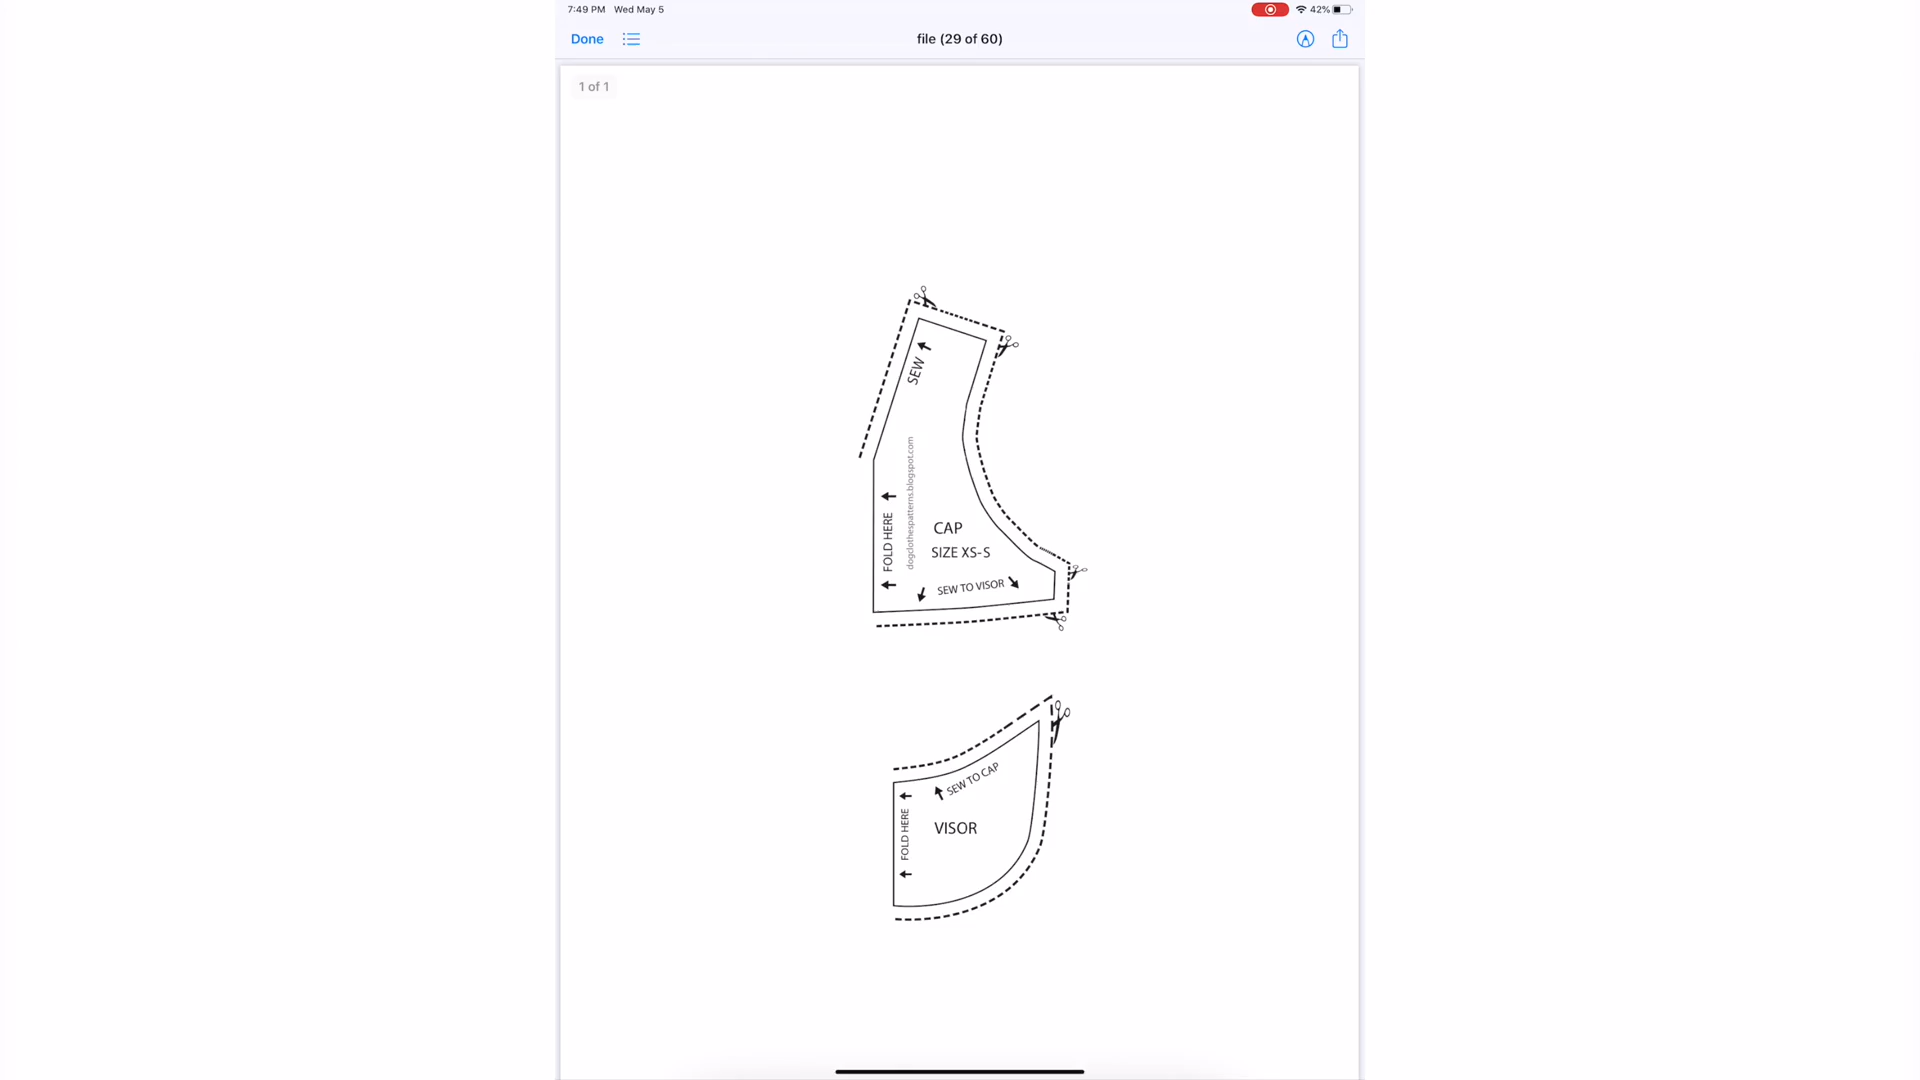 7:49 PM Wed May 5
42%
Done
file (29 of 60)
1 of 1
SEW
dogclothespatterns.blogspot.com
FOLD HERE
CAP
SIZE XS-S
SEW TO VISOR
SEW TO CAP
FOLD HERE
VISOR